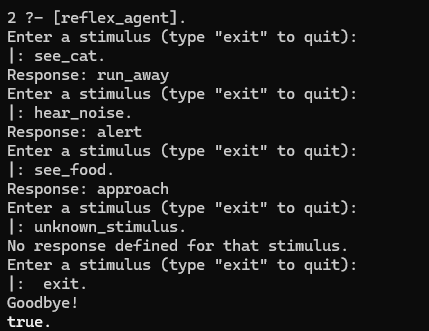 2 ?- [reflex_agent].
Enter a stimulus (type "exit" to quit):
|: see_cat.
Response: run_away
Enter a stimulus (type "exit" to quit):
|: hear_noise.
Response: alert
Enter a stimulus (type "exit" to quit):
|: see_food.
Response: approach
Enter a stimulus (type "exit" to quit):
|: unknown_stimulus.
No response defined for that stimulus.
Enter a stimulus (type "exit" to quit):
|:  exit.
Goodbye!
true.